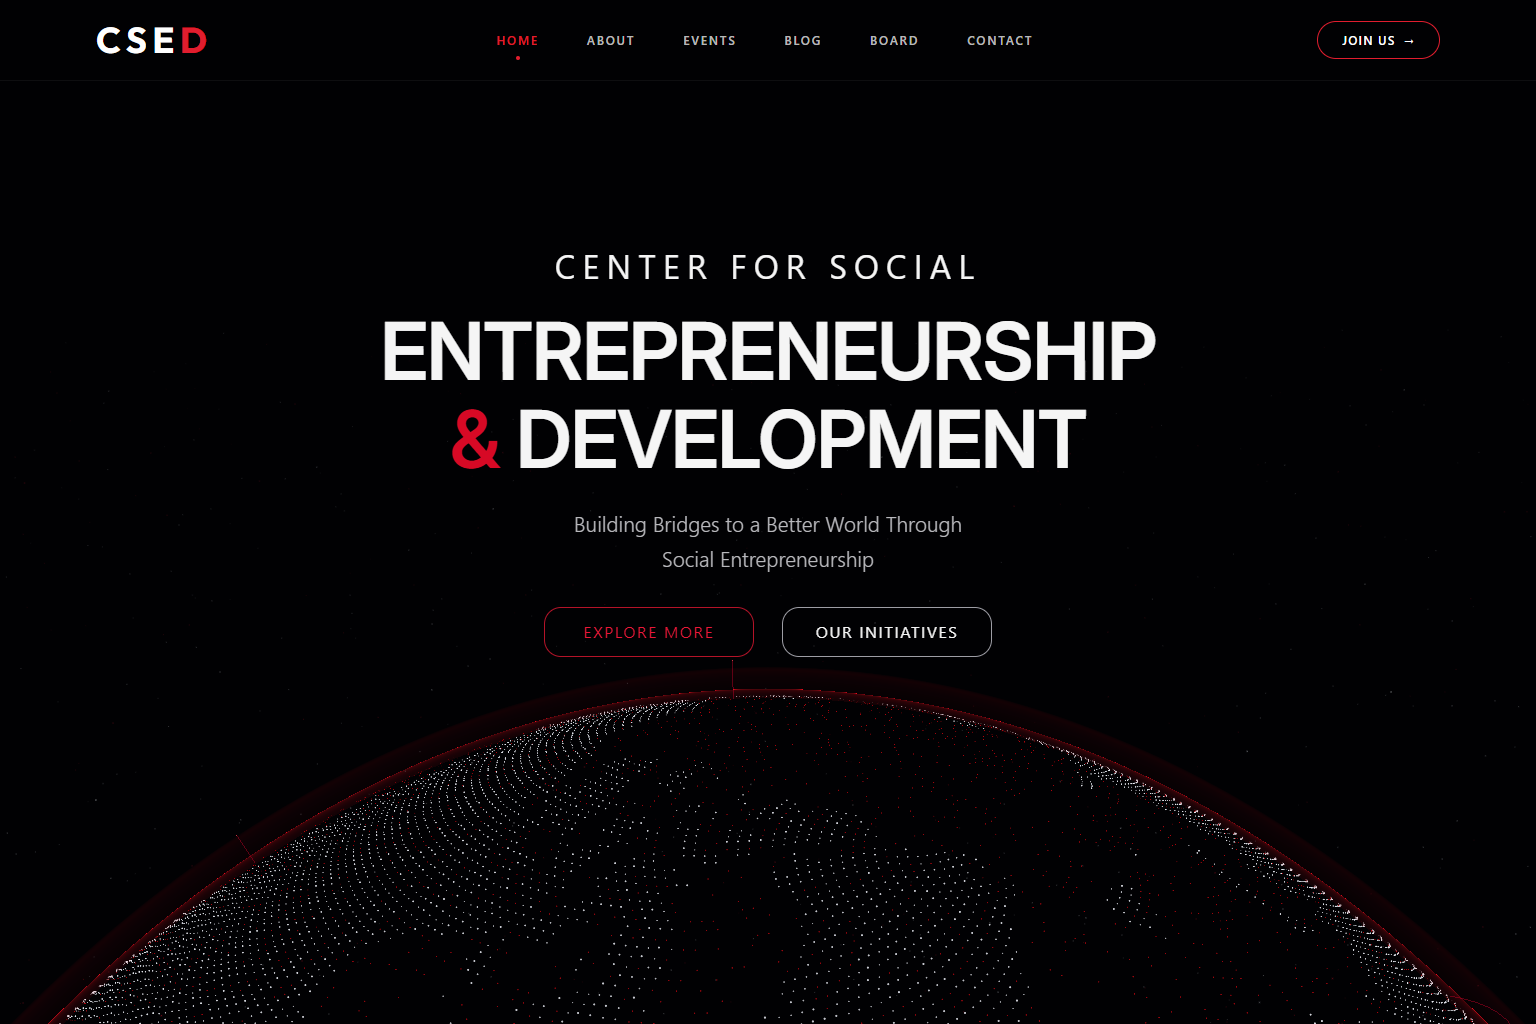 CSED
HOME ABOUT EVENTS BLOG BOARD CONTACT
JOIN US →
CENTER FOR SOCIAL
ENTREPRENEURSHIP
& DEVELOPMENT
Building Bridges to a Better World Through
Social Entrepreneurship
EXPLORE MORE
OUR INITIATIVES